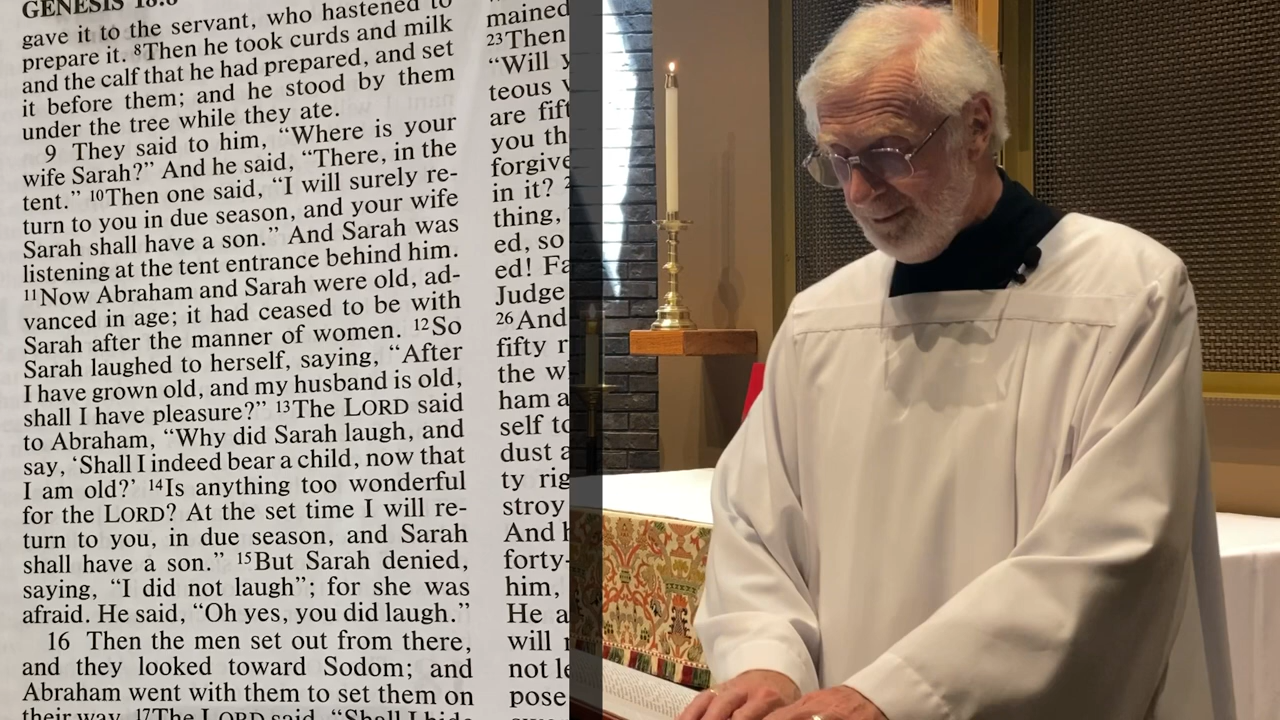 GENESIS 18:8
gave it to the servant, who hastened to
prepare it. ⁸Then he took curds and milk
and the calf that he had prepared, and set
it before them; and he stood by them
under the tree while they ate.
9 They said to him, “Where is your
wife Sarah?” And he said, “There, in the
tent.” ¹⁰Then one said, “I will surely re-
turn to you in due season, and your wife
Sarah shall have a son.” And Sarah was
listening at the tent entrance behind him.
¹¹Now Abraham and Sarah were old, ad-
vanced in age; it had ceased to be with
Sarah after the manner of women. ¹²So
Sarah laughed to herself, saying, “After
I have grown old, and my husband is old,
shall I have pleasure?” ¹³The LORD said
to Abraham, “Why did Sarah laugh, and
say, ‘Shall I indeed bear a child, now that
I am old?’ ¹⁴Is anything too wonderful
for the LORD? At the set time I will re-
turn to you, in due season, and Sarah
shall have a son.” ¹⁵But Sarah denied,
saying, “I did not laugh”; for she was
afraid. He said, “Oh yes, you did laugh.”
16 Then the men set out from there,
and they looked toward Sodom; and
Abraham went with them to set them on
their way. ¹⁷The LORD said, “Shall I hide
mained
²³Then
“Will y
teous
are fift
you th
forgive
in it?
thing,
ed, so
ed! Fa
Judge
²⁶And
fifty r
the w
ham a
self to
dust a
ty rig
stroy
And h
forty-
him,
He a
will
not le
pose